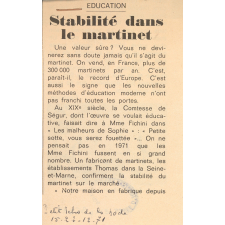 EDUCATION
Stabilité dans
le martinet
Une valeur sûre ? Vous ne devi-
nerez sans doute jamais qu'il s'agit du
martinet. On vend, en France, plus de
300 000 martinets par an. C'est,
paraît-il, le record d'Europe. C'est
aussi le signe que les nouvelles
méthodes d'éducation moderne n'ont
pas franchi toutes les portes.
Au XIXe siècle, la Comtesse de
Ségur, dont l'œuvre se voulait éduca-
tive, faisait dire à Mme Fichini dans
« Les malheurs de Sophie » : « Petite
sotte, vous serez fouettée ». On ne
pensait pas en 1971 que les
Mme Fichini fussent en si grand
nombre. Un fabricant de martinets, les
établissements Thomas dans la Seine-
et-Marne, confirment la stabilité du
martinet sur le marché.
« Notre maison en fabrique depuis
de la mode